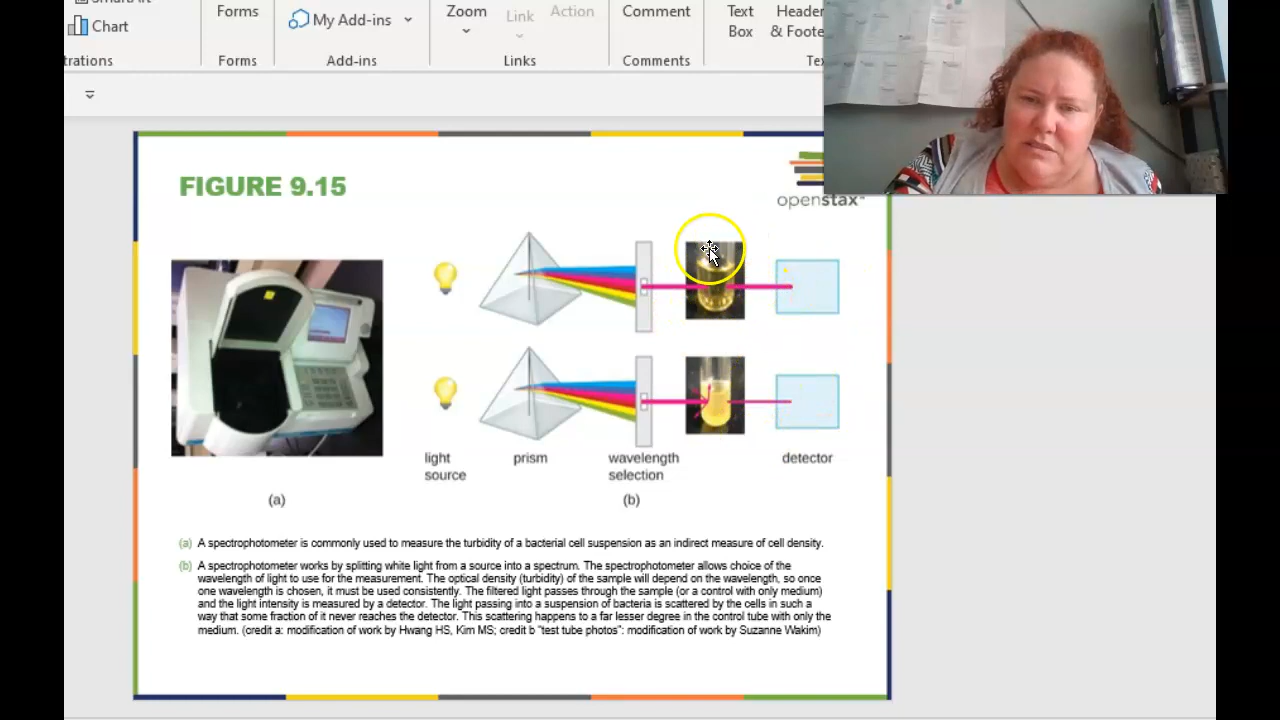 Chart
My Add-ins
Forms
Zoom
Link
Action
Comment
Text
Box
Header
& Foote
Forms
Add-ins
Links
Comments
FIGURE 9.15
openstax
light
source
prism
wavelength
selection
detector
(a)
(b)
(a) A spectrophotometer is commonly used to measure the turbidity of a bacterial cell suspension as an indirect measure of cell density.
(b) A spectrophotometer works by splitting white light from a source into a spectrum. The spectrophotometer allows choice of the
wavelength of light to use for the measurement. The optical density (turbidity) of the sample will depend on the wavelength, so once
one wavelength is chosen, it must be used consistently. The filtered light passes through the sample (or a control with only medium)
and the light intensity is measured by a detector. The light passing into a suspension of bacteria is scattered by the cells in such a
way that some fraction of it never reaches the detector. This scattering happens to a far lesser degree in the control tube with only the
medium. (credit a: modification of work by Hwang HS, Kim MS; credit b "test tube photos": modification of work by Suzanne Wakim)